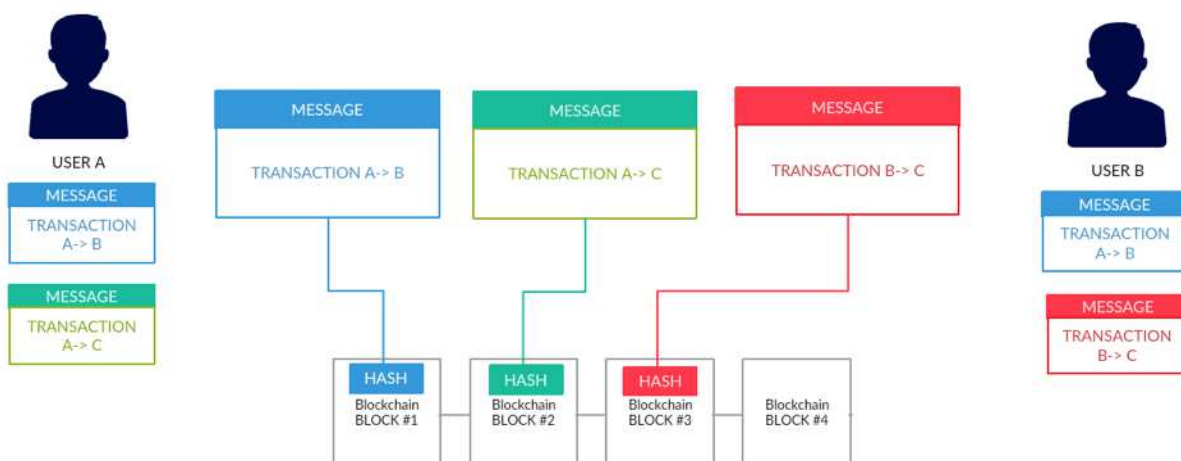 USER A
MESSAGE
TRANSACTION
A-> B
MESSAGE
TRANSACTION
A-> C
MESSAGE
TRANSACTION A-> B
MESSAGE
TRANSACTION A-> C
MESSAGE
TRANSACTION B-> C
HASH
Blockchain
BLOCK #1
HASH
Blockchain
BLOCK #2
HASH
Blockchain
BLOCK #3
Blockchain
BLOCK #4
USER B
MESSAGE
TRANSACTION
A-> B
MESSAGE
TRANSACTION
B-> C